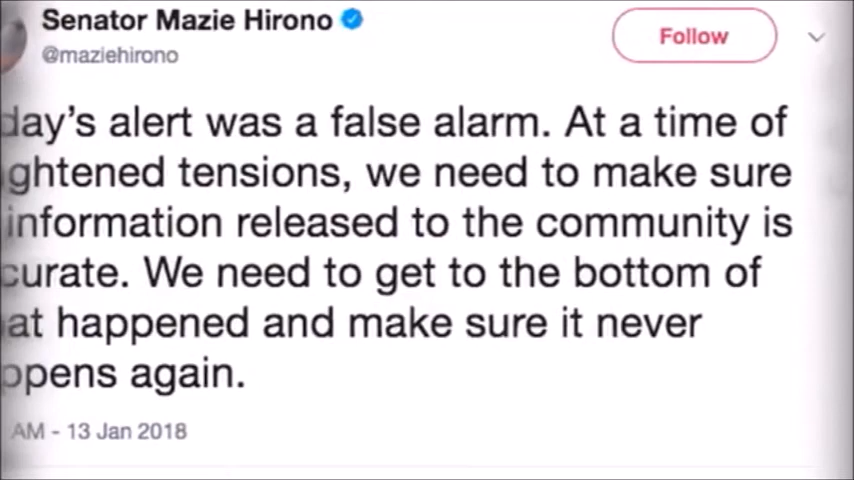 Senator Mazie Hirono
@maziehirono
Follow
day's alert was a false alarm. At a time of
ghtened tensions, we need to make sure
information released to the community is
curate. We need to get to the bottom of
at happened and make sure it never
ppens again.
AM - 13 Jan 2018